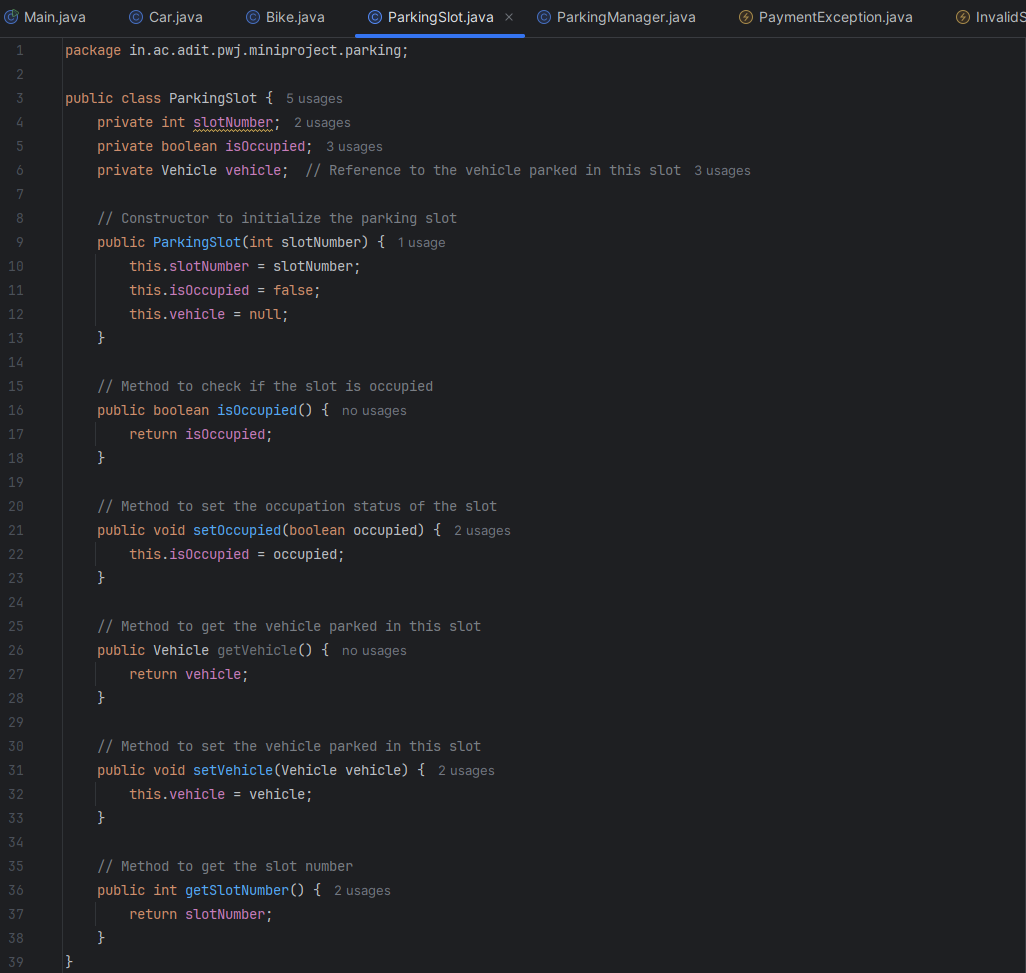 Main.java Car.java Bike.java ParkingSlot.java × ParkingManager.java PaymentException.java InvalidS
1 package in.ac.adit.pwj.miniproject.parking;
2
3 public class ParkingSlot { 5 usages
4     private int slotNumber; 2 usages
5     private boolean isOccupied; 3 usages
6     private Vehicle vehicle;  // Reference to the vehicle parked in this slot 3 usages
7
8     // Constructor to initialize the parking slot
9     public ParkingSlot(int slotNumber) { 1 usage
10         this.slotNumber = slotNumber;
11         this.isOccupied = false;
12         this.vehicle = null;
13     }
14
15     // Method to check if the slot is occupied
16     public boolean isOccupied() { no usages
17         return isOccupied;
18     }
19
20     // Method to set the occupation status of the slot
21     public void setOccupied(boolean occupied) { 2 usages
22         this.isOccupied = occupied;
23     }
24
25     // Method to get the vehicle parked in this slot
26     public Vehicle getVehicle() { no usages
27         return vehicle;
28     }
29
30     // Method to set the vehicle parked in this slot
31     public void setVehicle(Vehicle vehicle) { 2 usages
32         this.vehicle = vehicle;
33     }
34
35     // Method to get the slot number
36     public int getSlotNumber() { 2 usages
37         return slotNumber;
38     }
39 }